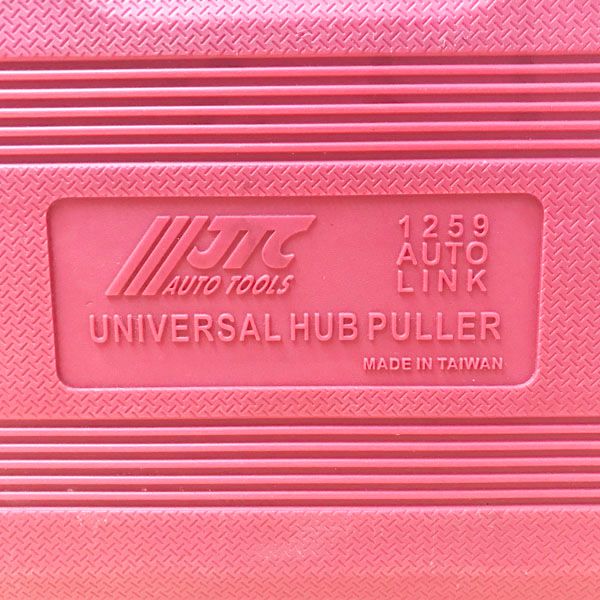 JTC
AUTO TOOLS
1259
AUTO
LINK
UNIVERSAL HUB PULLER
MADE IN TAIWAN